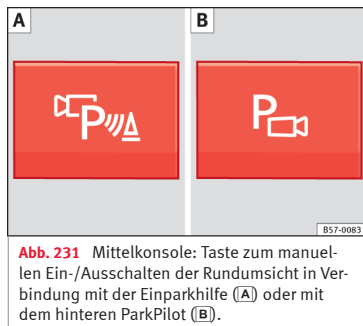 A
B
P
P
B57-0083
Abb. 231 Mittelkonsole: Taste zum manuel-
len Ein-/Ausschalten der Rundumsicht in Ver-
bindung mit der Einparkhilfe (A) oder mit
dem hinteren ParkPilot (B).